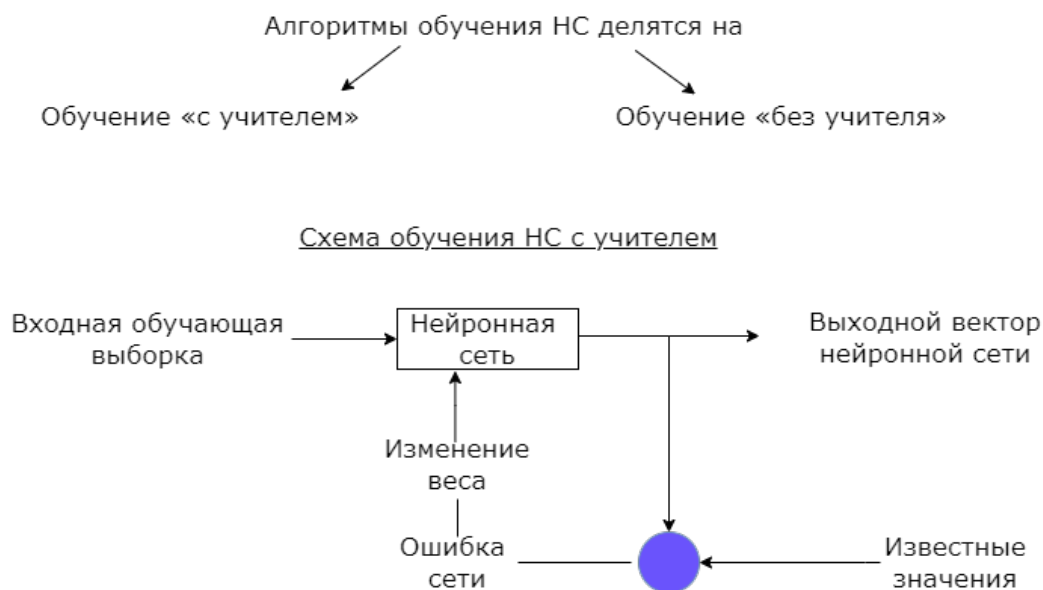 Алгоритмы обучения НС делятся на
Обучение «с учителем»
Обучение «без учителя»
Схема обучения НС с учителем
Входная обучающая
выборка
Нейронная
сеть
Выходной вектор
нейронной сети
Изменение
веса
Ошибка
сети
Известные
значения